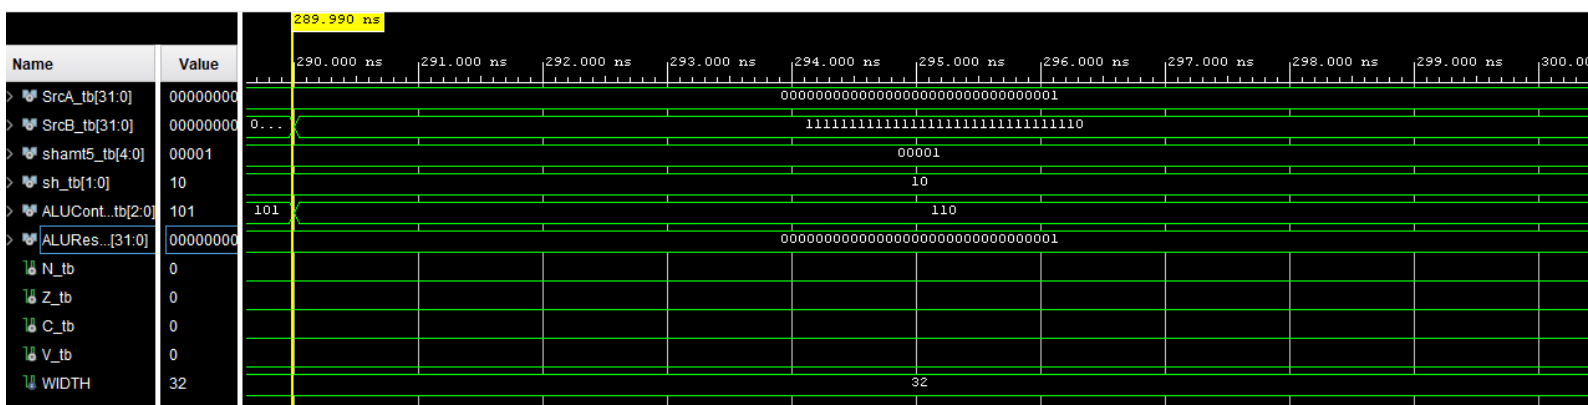 289.990 ns
Name Value 290.000 ns 291.000 ns 292.000 ns 293.000 ns 294.000 ns 295.000 ns 296.000 ns 297.000 ns 298.000 ns 299.000 ns 300.00
SrcA_tb[31:0] 00000000 00000000000000000000000000000001
SrcB_tb[31:0] 00000000 0... 11111111111111111111111111111110
shamt5_tb[4:0] 00001 00001
sh_tb[1:0] 10 10
ALUCont...tb[2:0] 101 101 110
ALURes...[31:0] 00000000 00000000000000000000000000000001
N_tb 0
Z_tb 0
C_tb 0
V_tb 0
WIDTH 32 32